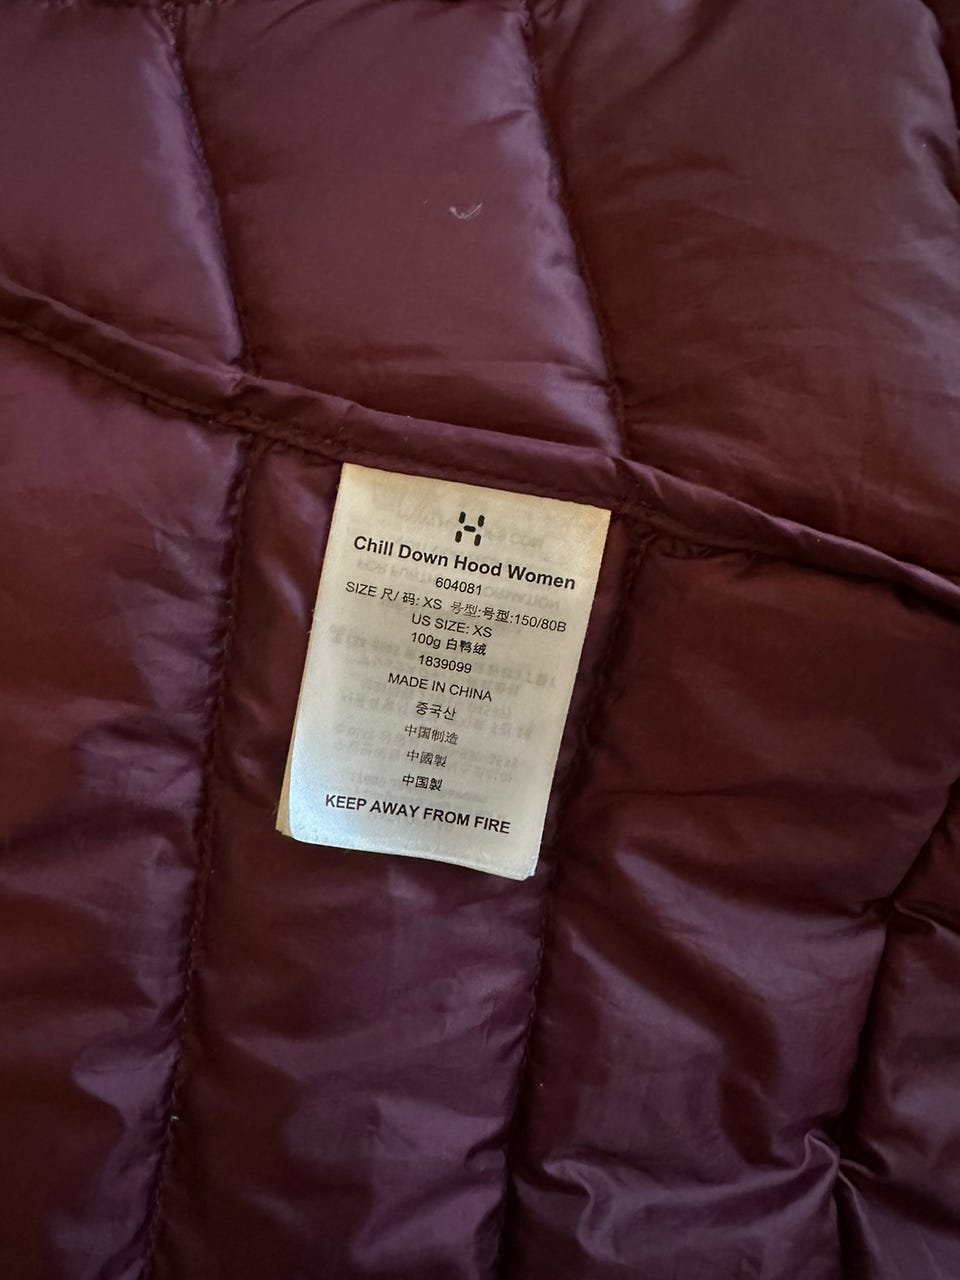 Chill Down Hood Women
604081
SIZE 尺/ 码: XS 号型:号型:150/80B
US SIZE: XS
100g 白鸭绒
1839099
MADE IN CHINA
중국산
中国制造
中國製
中国製
KEEP AWAY FROM FIRE